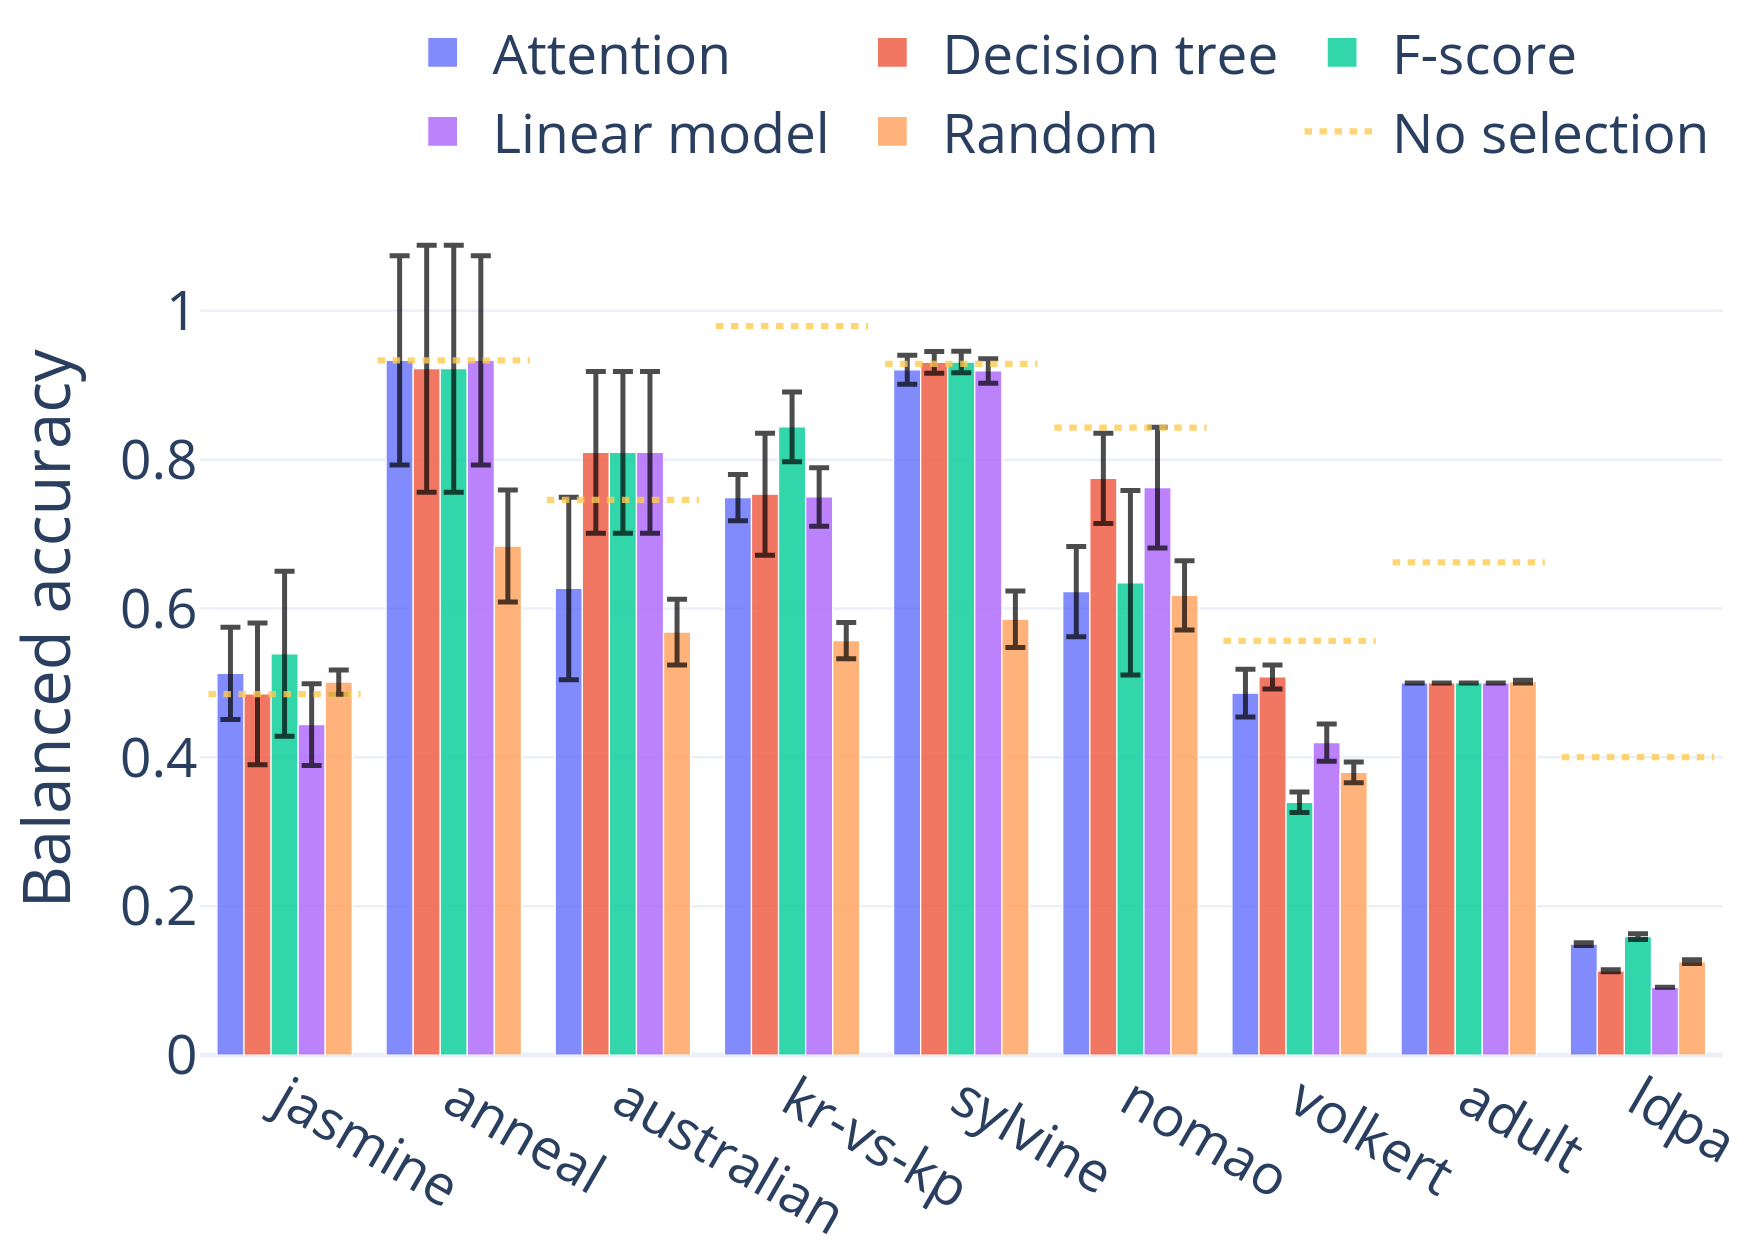 Attention Decision tree F-score
Linear model Random No selection
Balanced accuracy
1
0.8
0.6
0.4
0.2
0
jasmine anneal australian kr-vs-kp sylvine nomao volkert adult ldpa